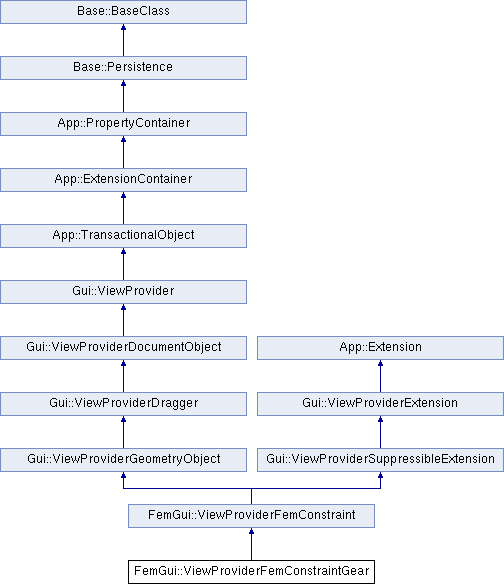 Base::BaseClass
Base::Persistence
App::PropertyContainer
App::ExtensionContainer
App::TransactionalObject
Gui::ViewProvider
Gui::ViewProviderDocumentObject
App::Extension
Gui::ViewProviderDragger
Gui::ViewProviderExtension
Gui::ViewProviderGeometryObject
Gui::ViewProviderSuppressibleExtension
FemGui::ViewProviderFemConstraint
FemGui::ViewProviderFemConstraintGear